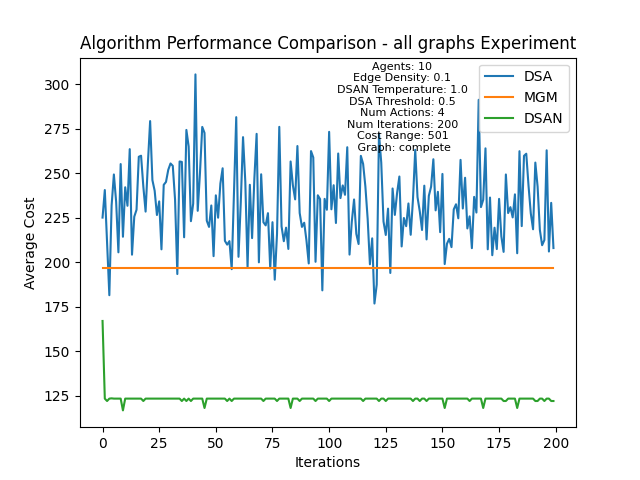 Algorithm Performance Comparison - all graphs Experiment
Agents: 10
Edge Density: 0.1
DSAN Temperature: 1.0
DSA Threshold: 0.5
Num Actions: 4
Num Iterations: 200
Cost Range: 501
Graph: complete
DSA
MGM
DSAN
Average Cost
300
275
250
225
200
175
150
125
0 25 50 75 100 125 150 175 200
Iterations